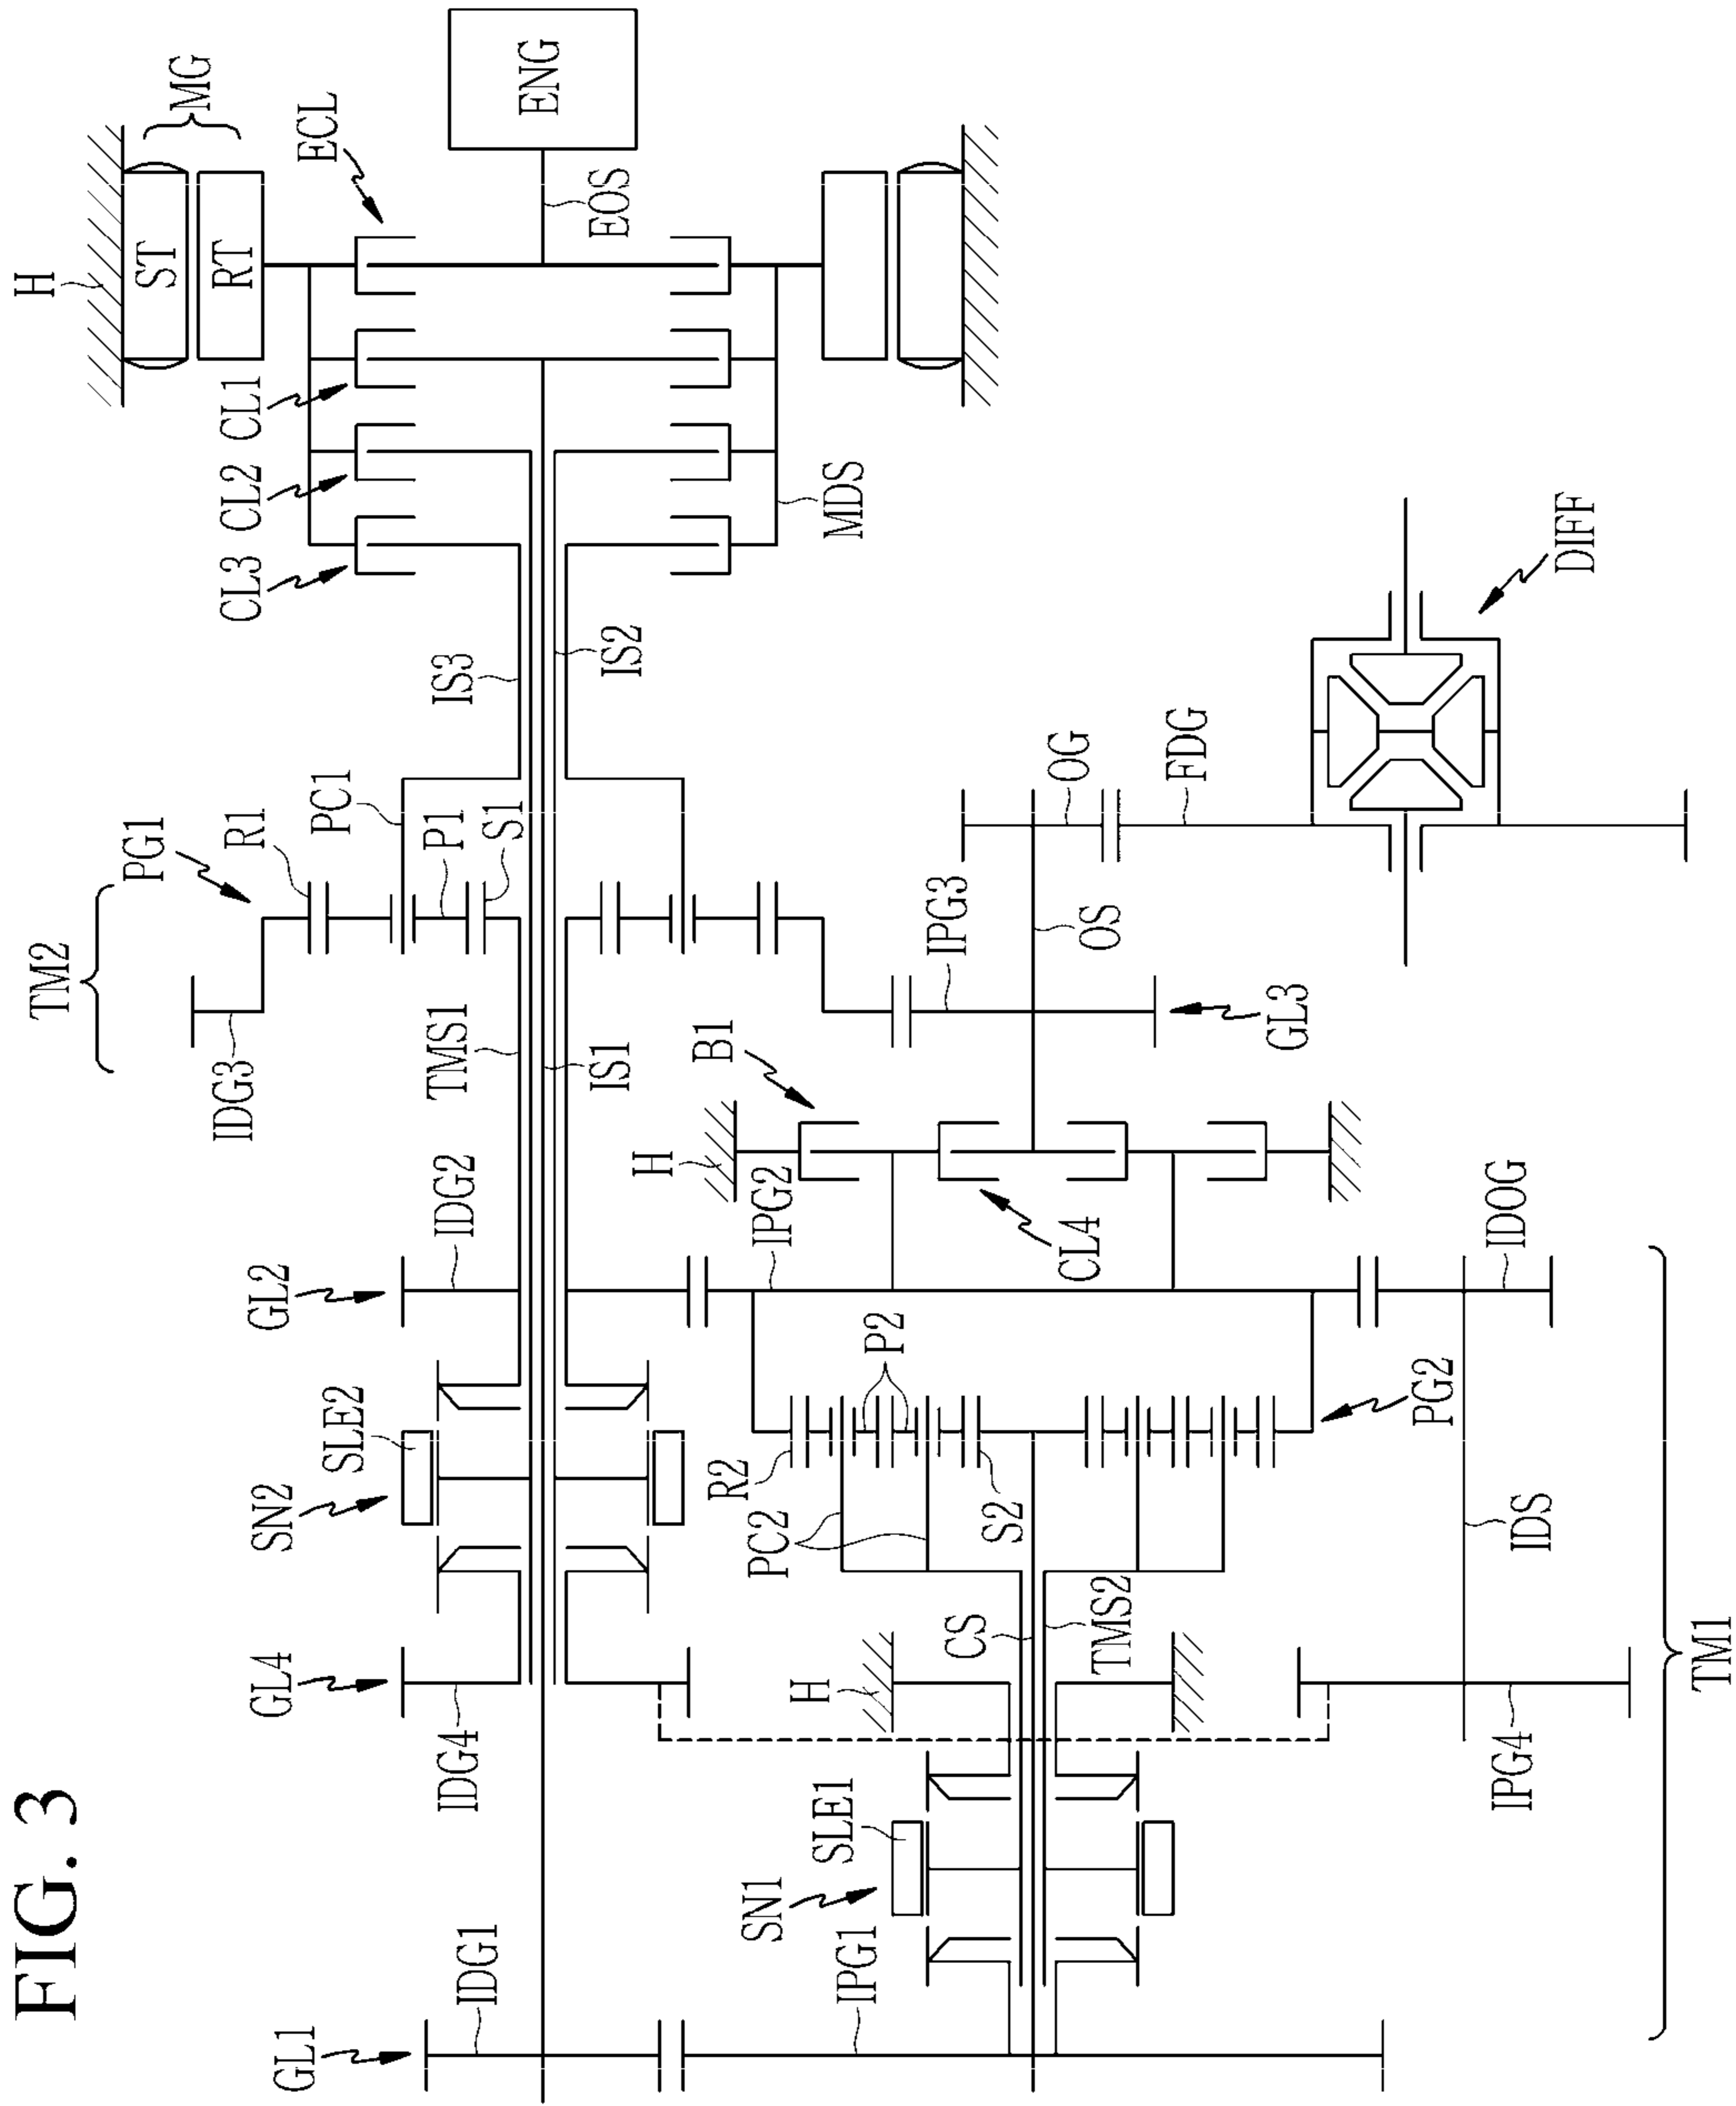 FIG. 3
TM2
PG1
R1
PC1
P1
S1
IDG3
TMS1
IS1
IS3
IS2
CL3
CL2
CL1
H
ST
RT
MG
ECL
ENG
EOS
MDS
GL1
IDG1
GL4
IDG4
SN2
SLE2
GL2
IDG2
H
B1
IPG3
OS
OG
FDG
GL3
DIFF
IPG2
CL4
P2
R2
PC2
S2
PG2
IDOG
SN1
SLE1
IPG1
H
CS
TMS2
IDS
IPG4
TM1